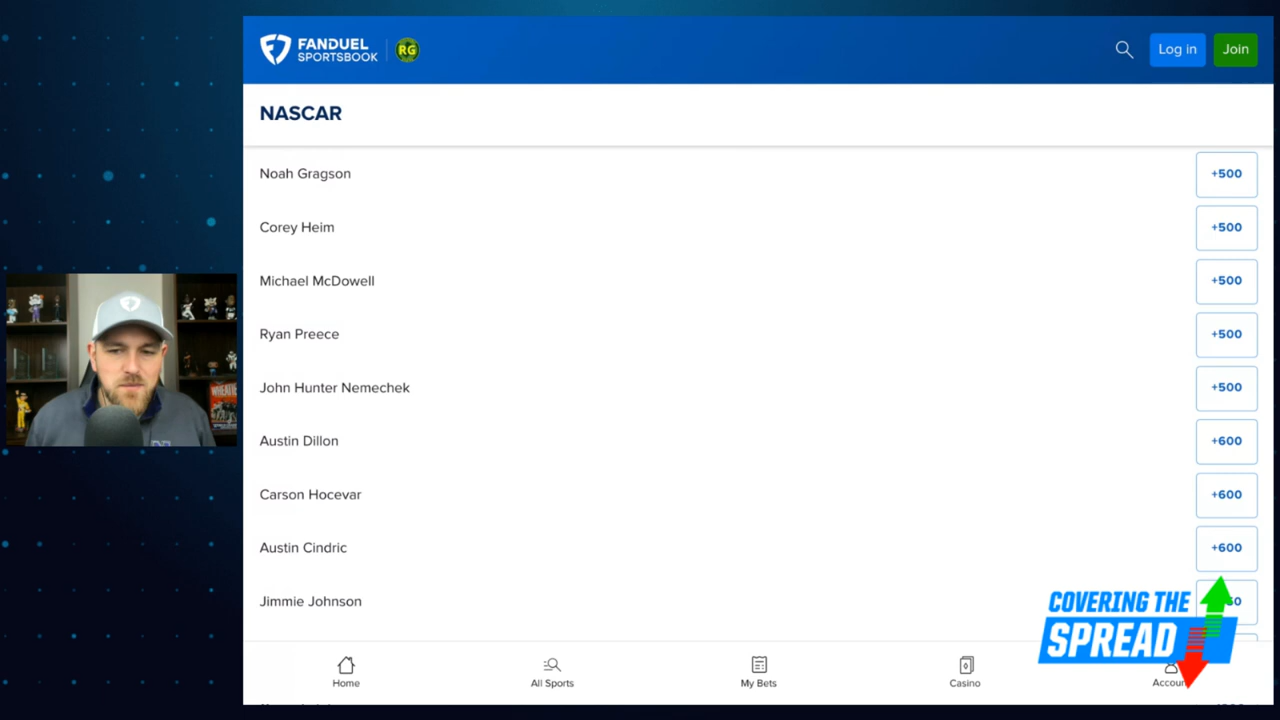 FANDUEL
SPORTSBOOK
RG
Log in
Join
NASCAR
Noah Gragson
+500
Corey Heim
+500
Michael McDowell
+500
Ryan Preece
+500
John Hunter Nemechek
+500
Austin Dillon
+600
Carson Hocevar
+600
Austin Cindric
+600
Jimmie Johnson
COVERING THE
SPREAD
Home
All Sports
My Bets
Casino
WHEATIES